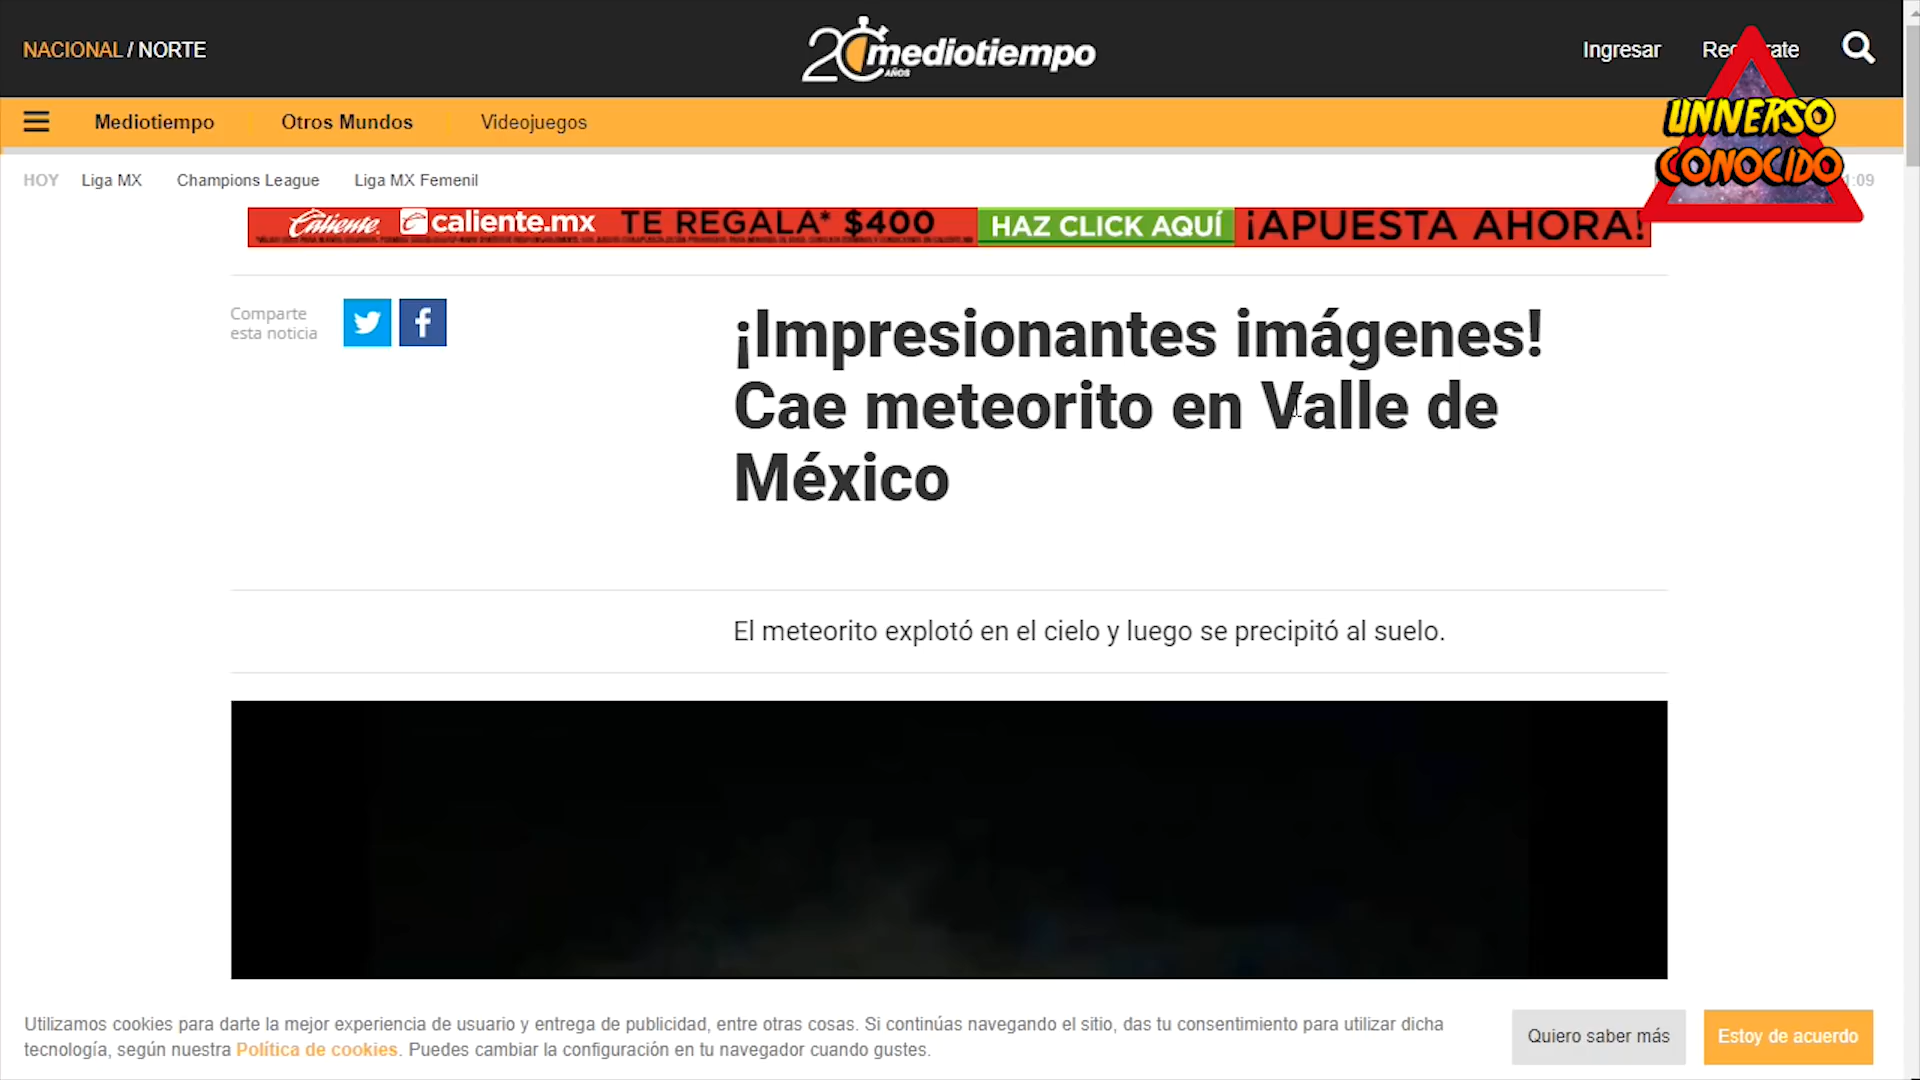 NACIONAL / NORTE
20 AÑOS mediotiempo
Ingresar
UNIVERSO
CONOCIDO
Mediotiempo
Otros Mundos
Videojuegos
HOY
Liga MX
Champions League
Liga MX Femenil
:09
Caliente. caliente.mx TE REGALA* $400 HAZ CLICK AQUÍ ¡APUESTA AHORA!
Comparte
esta noticia
¡Impresionantes imágenes!
Cae meteorito en Valle de
México
El meteorito explotó en el cielo y luego se precipitó al suelo.
Utilizamos cookies para darte la mejor experiencia de usuario y entrega de publicidad, entre otras cosas. Si continúas navegando el sitio, das tu consentimiento para utilizar dicha
tecnología, según nuestra Política de cookies. Puedes cambiar la configuración en tu navegador cuando gustes.
Quiero saber más
Estoy de acuerdo